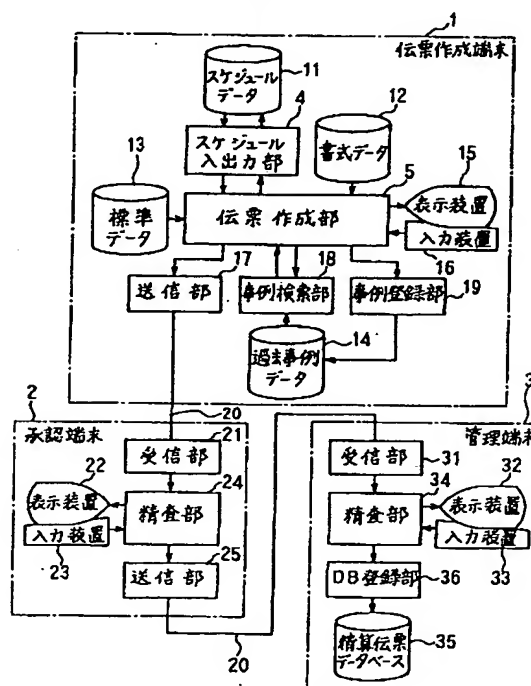 1
伝票作成端末
スケジュール
データ
11
4
12
スケジュール
入出力部
書式データ
13
5
15
標準
データ
伝票作成部
表示装置
入力装置
16
17
18
19
送信部
事例検索部
事例登録部
14
過去事例
データ
2
承認端末
20
3
管理端末
21
受信部
31
受信部
22
24
表示装置
精査部
入力装置
23
34
32
精査部
表示装置
入力装置
33
25
送信部
36
DB登録部
20
35
精算伝票
データベース